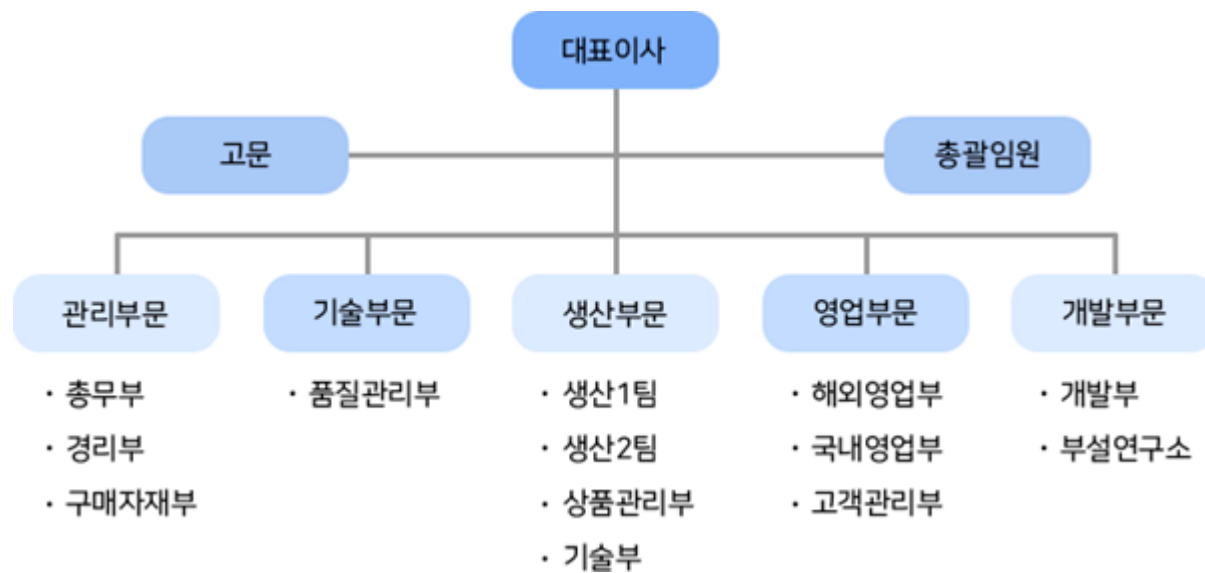 대표이사
고문
총괄임원
관리부문
기술부문
생산부문
영업부문
개발부문
· 총무부
· 경리부
· 구매자재부
· 품질관리부
· 생산1팀
· 생산2팀
· 상품관리부
· 기술부
· 해외영업부
· 국내영업부
· 고객관리부
· 개발부
· 부설연구소